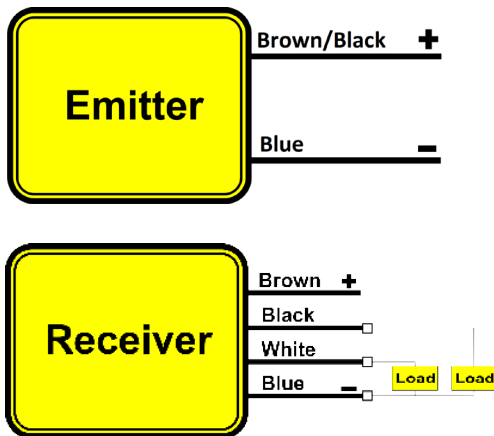 Brown/Black +
Emitter
Blue −
Brown +
Black
Receiver
White
Blue −
Load Load